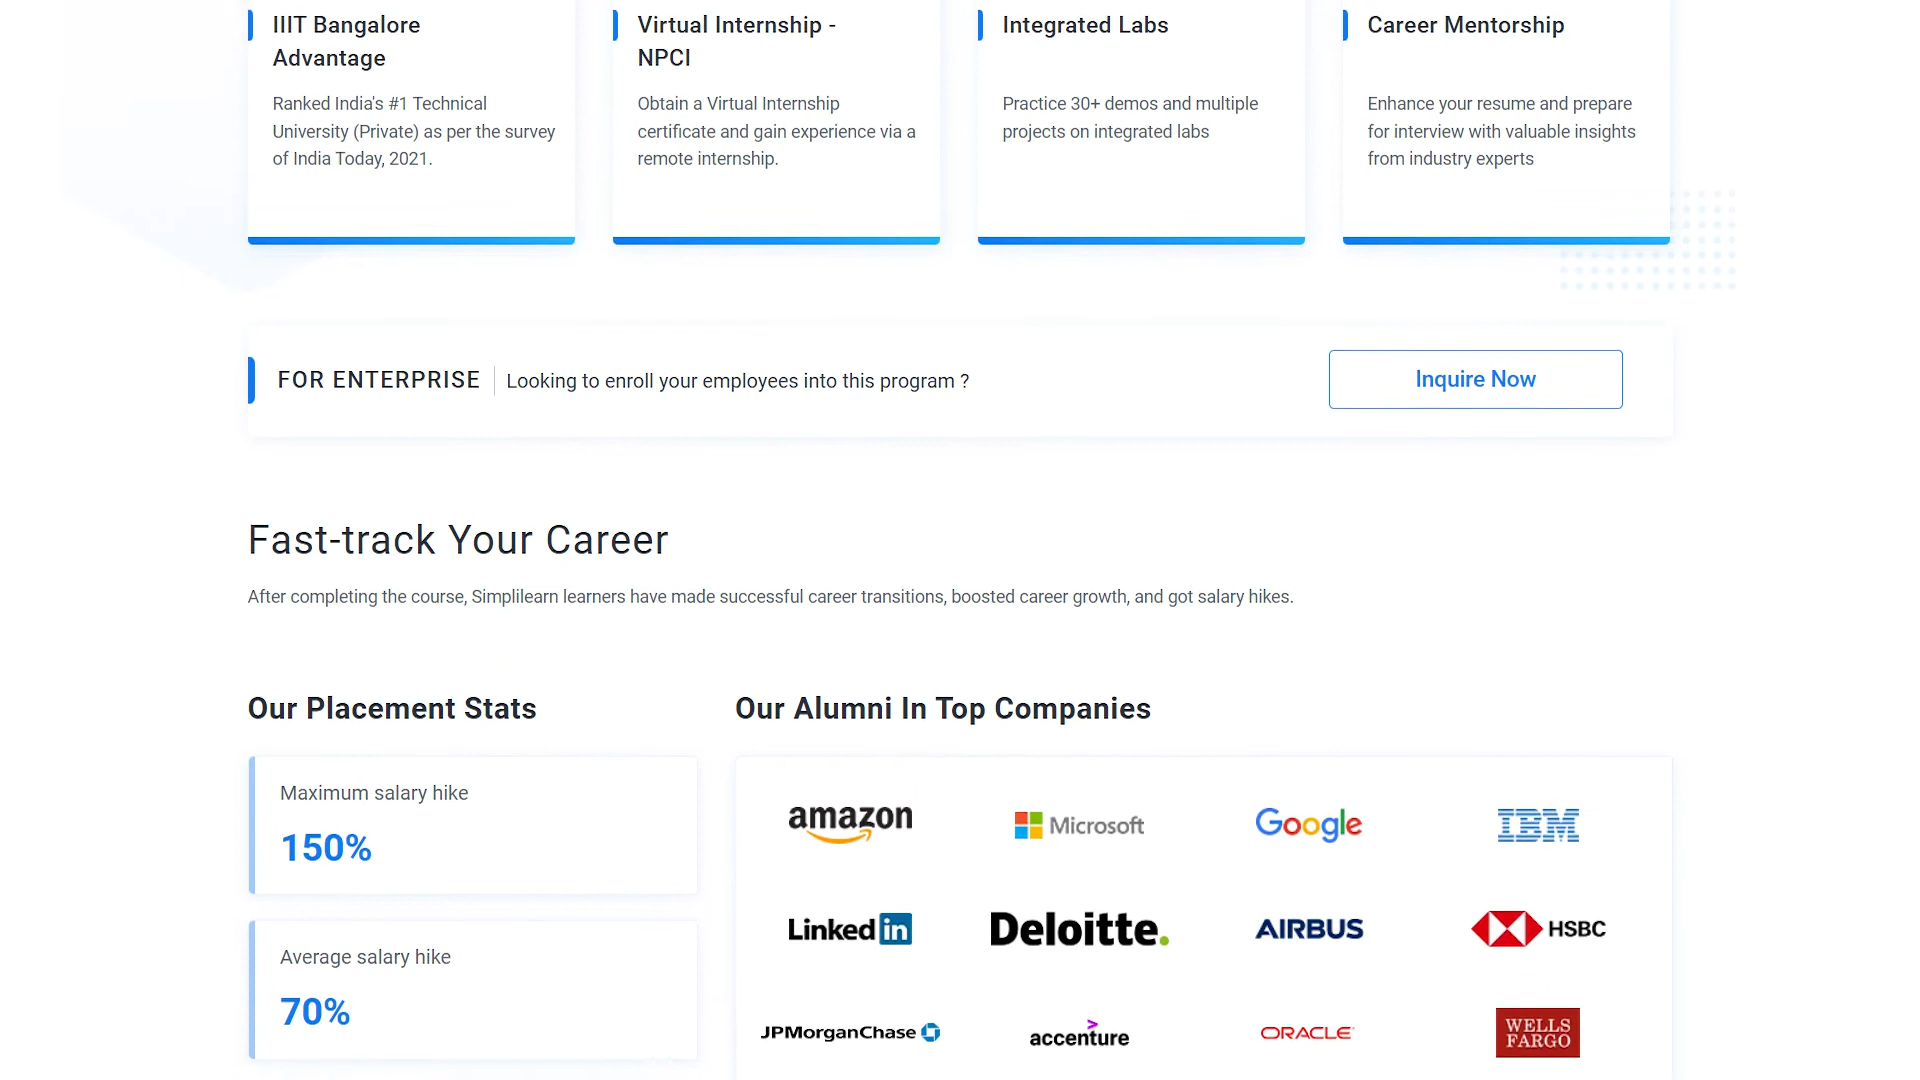 IIIT Bangalore
Advantage
Ranked India's #1 Technical
University (Private) as per the survey
of India Today, 2021.
Virtual Internship -
NPCI
Obtain a Virtual Internship
certificate and gain experience via a
remote internship.
Integrated Labs
Practice 30+ demos and multiple
projects on integrated labs
Career Mentorship
Enhance your resume and prepare
for interview with valuable insights
from industry experts
FOR ENTERPRISE
Looking to enroll your employees into this program ?
Inquire Now
Fast-track Your Career
After completing the course, Simplilearn learners have made successful career transitions, boosted career growth, and got salary hikes.
Our Placement Stats
Maximum salary hike
150%
Average salary hike
70%
Our Alumni In Top Companies
amazon
Microsoft
Google
IBM
Linked in
Deloitte.
AIRBUS
HSBC
JPMorganChase
accenture
ORACLE
WELLS
FARGO